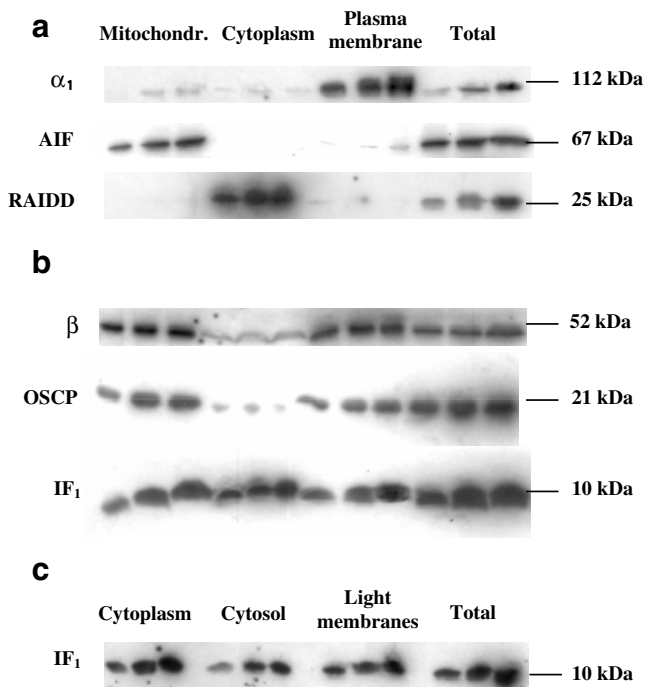 a
Mitochondr. Cytoplasm Plasma membrane Total
α₁ 112 kDa
AIF 67 kDa
RAIDD 25 kDa
b
β 52 kDa
OSCP 21 kDa
IF₁ 10 kDa
c
Cytoplasm Cytosol Light membranes Total
IF₁ 10 kDa